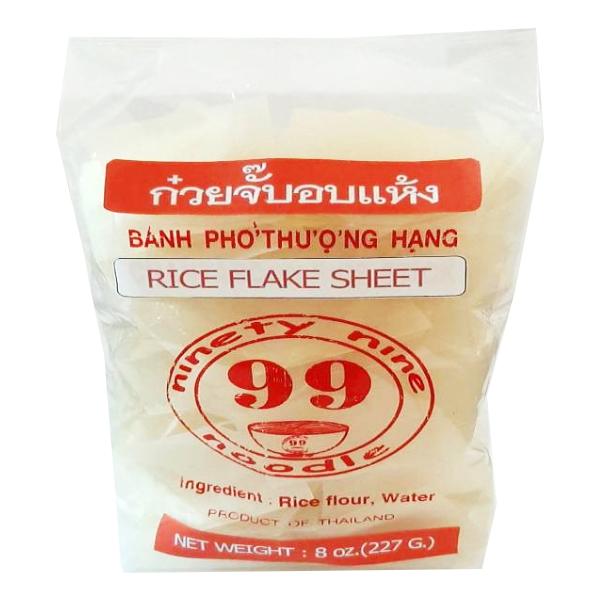 ก๋วยจั๊บอบแห้ง
BÁNH PHỞ THƯỢNG HẠNG
RICE FLAKE SHEET
ninety nine
99
99
noodle
Ingredient : Rice flour, Water
PRODUCT OF THAILAND
NET WEIGHT : 8 oz.(227 G.)